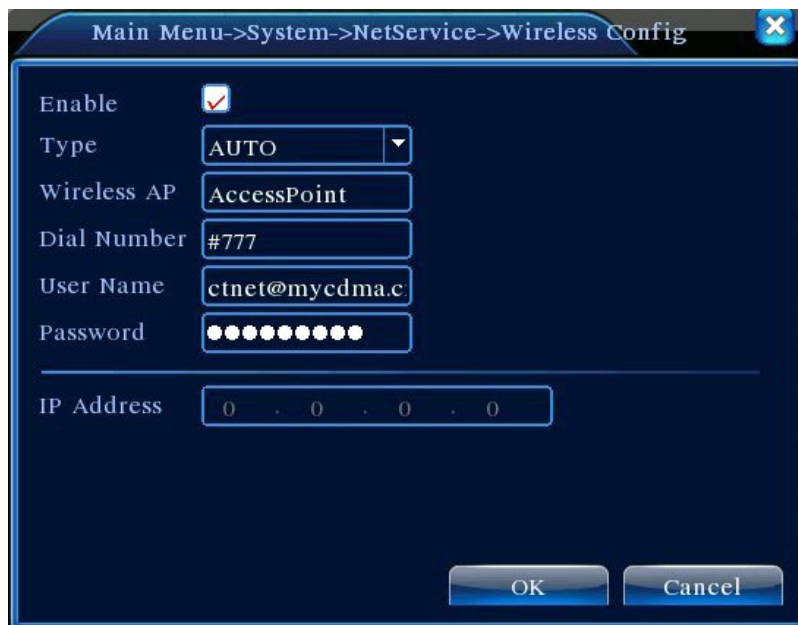 Main Menu->System->NetService->Wireless Config
Enable
Type AUTO
Wireless AP AccessPoint
Dial Number #777
User Name ctnet@mycdma.c
Password ●●●●●●●●●
IP Address 0 . 0 . 0 . 0
OK Cancel